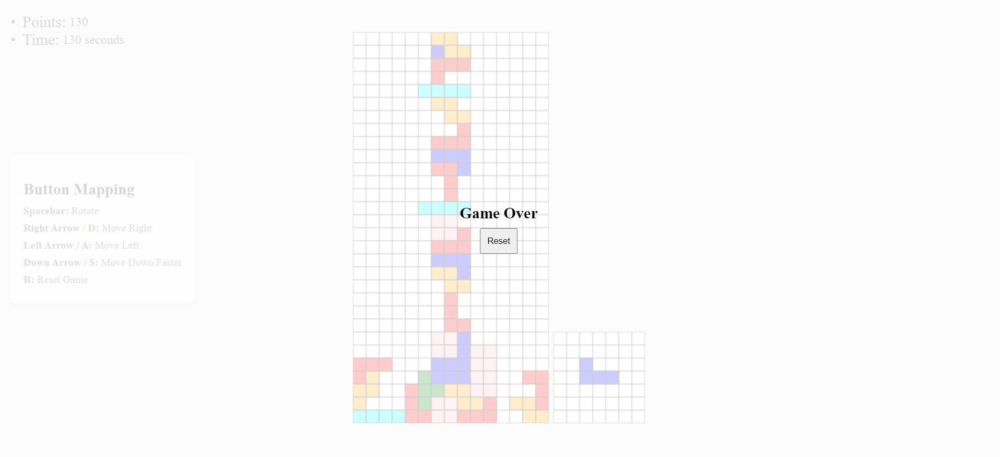 Points: 130
Time: 130 seconds
Button Mapping
Spacebar: Rotate
Right Arrow / D: Move Right
Left Arrow / A: Move Left
Down Arrow / S: Move Down Faster
R: Reset Game
Game Over
Reset